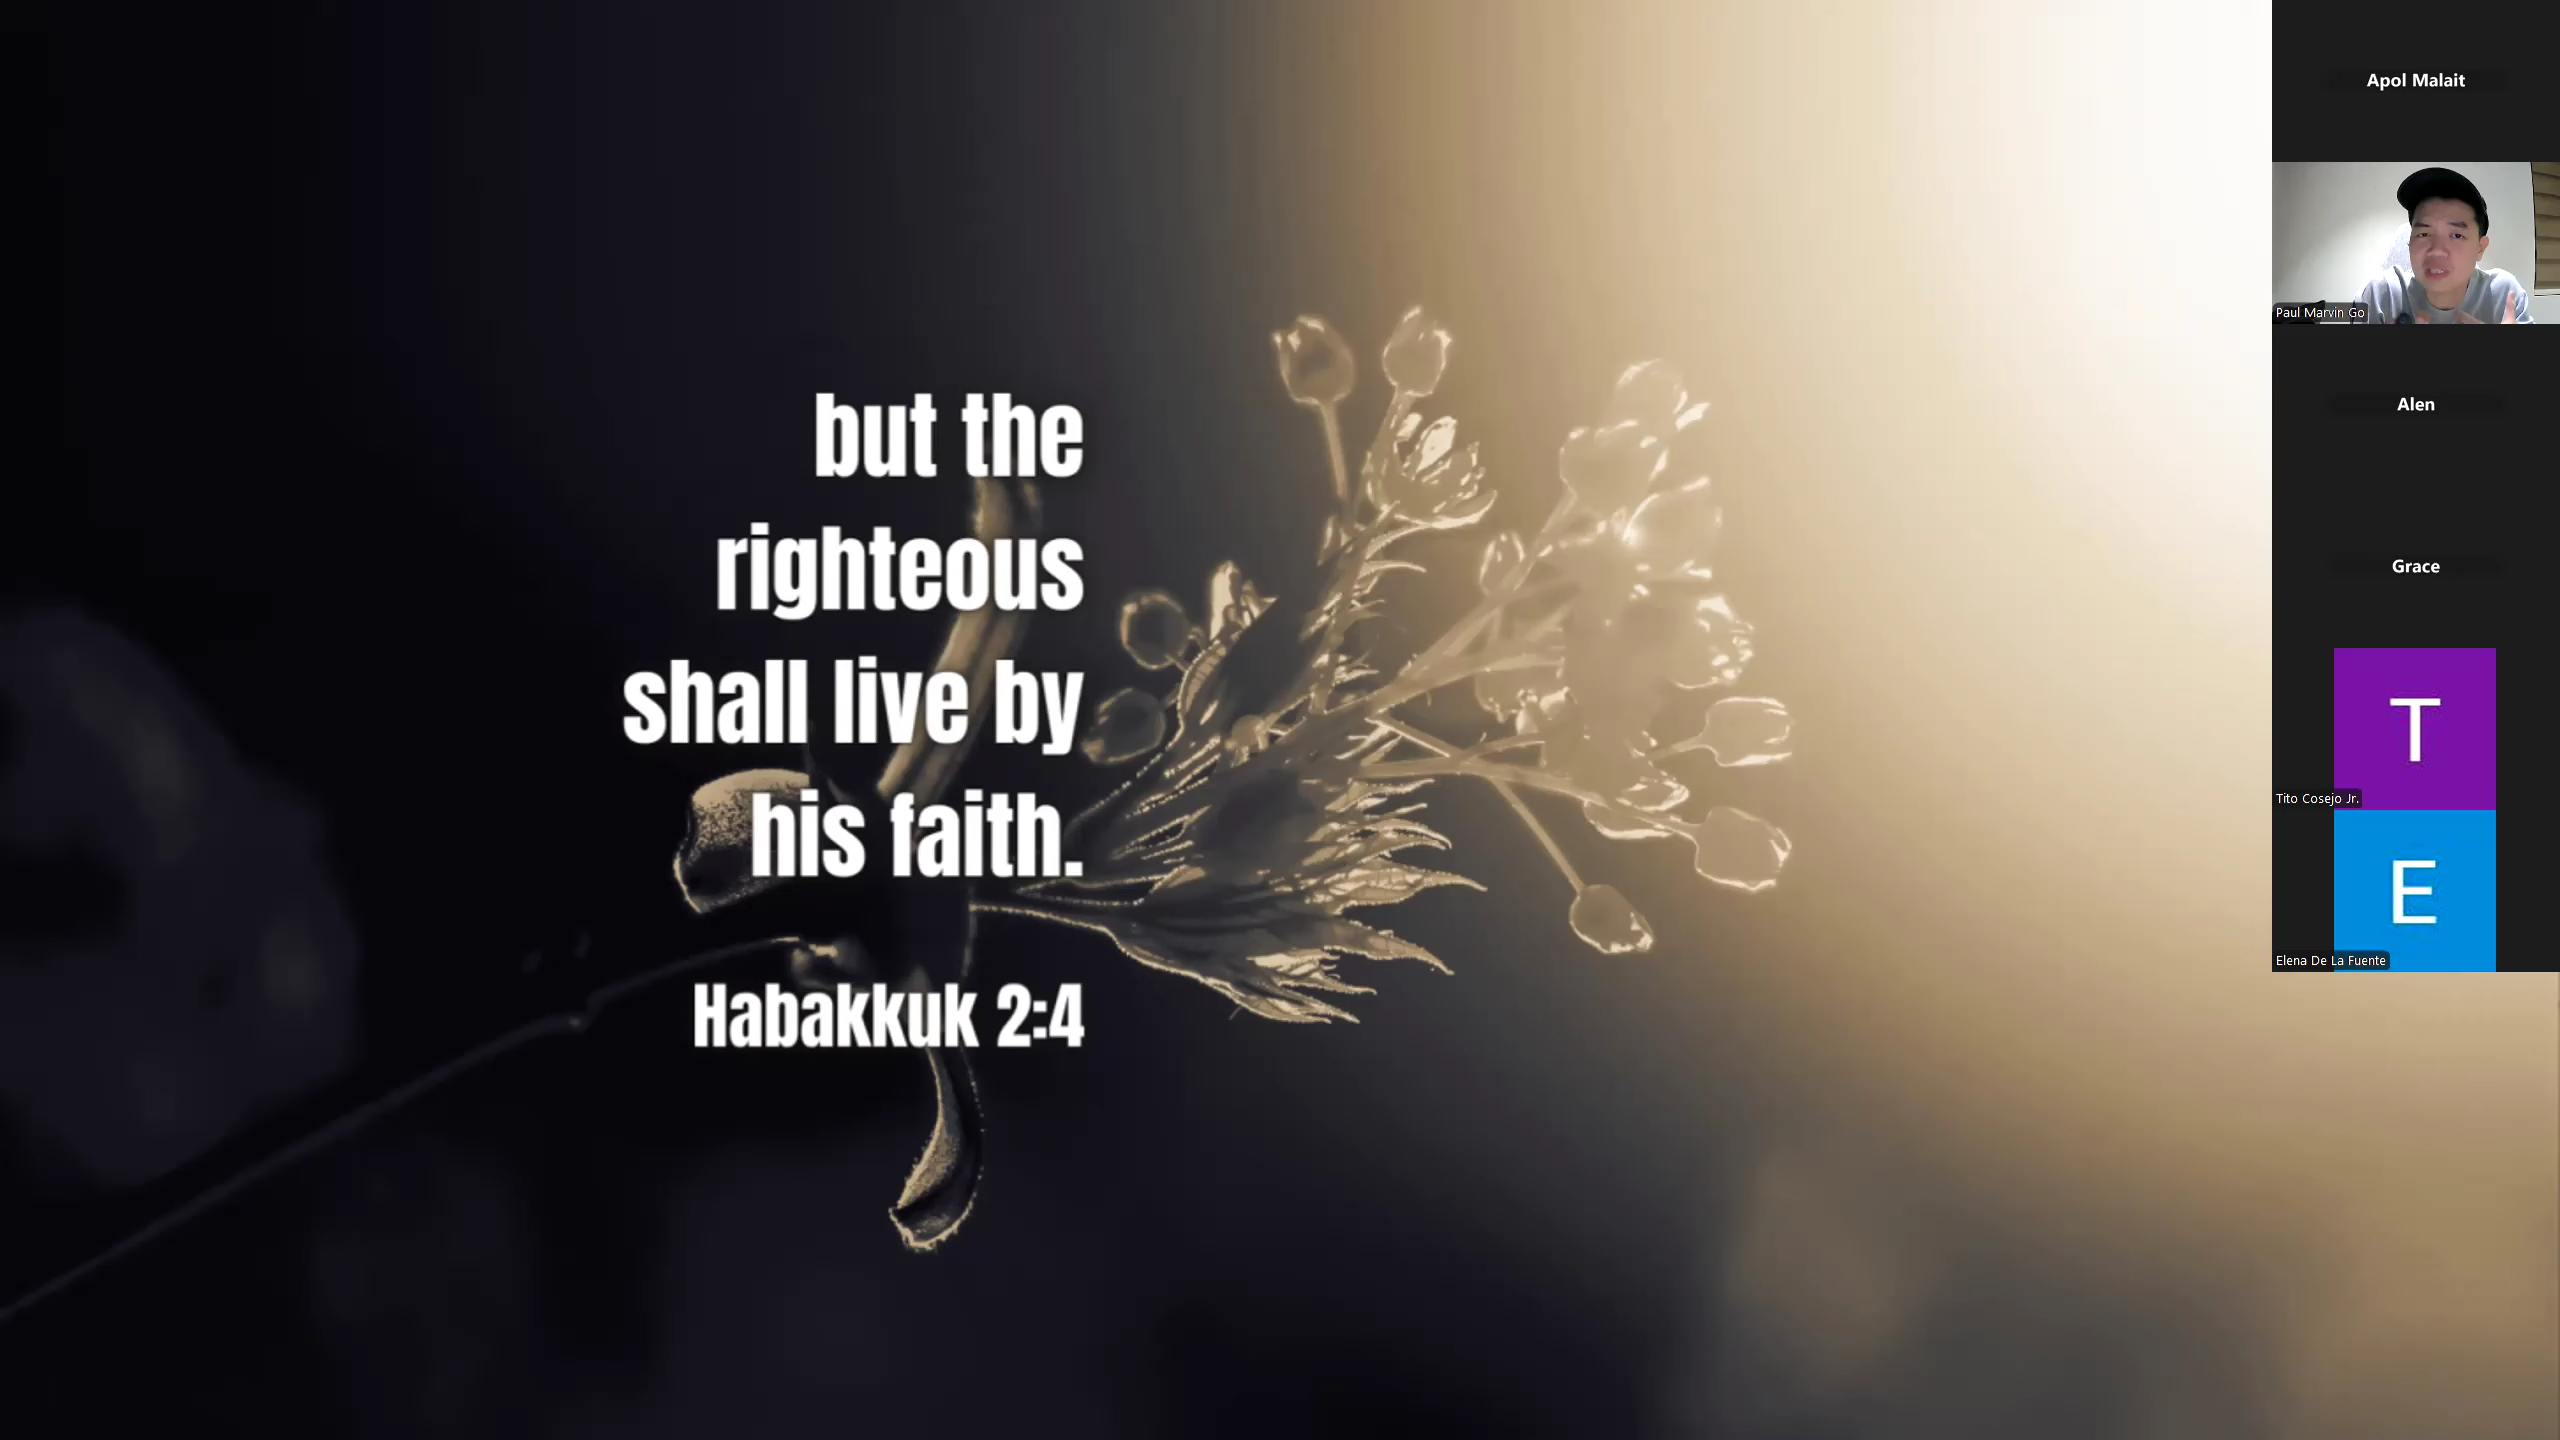 but the
righteous
shall live by
his faith.
Habakkuk 2:4
Apol Malait
Paul Marvin Go
Alen
Grace
T
Tito Cosejo Jr.
E
Elena De La Fuente